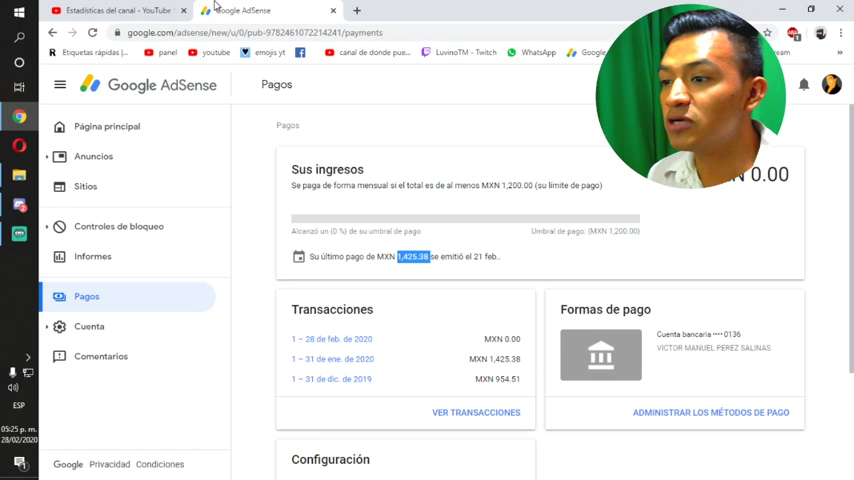 Estadísticas del canal - YouTube
Google AdSense
google.com/adsense/new/u/0/pub-9782461072214241/payments
Etiquetas rápidas |...
panel
youtube
emojis yt
canal de donde pue...
LuvinoTM - Twitch
WhatsApp
Google AdSense
Pagos
Página principal
Anuncios
Sitios
Controles de bloqueo
Informes
Pagos
Cuenta
Comentarios
Google Privacidad Condiciones
Pagos
Sus ingresos
0.00
Se paga de forma mensual si el total es de al menos MXN 1,200.00 (su límite de pago)
Alcanzó un (0 %) de su umbral de pago
Umbral de pago: (MXN 1,200.00)
Su último pago de MXN 1,425.38 se emitió el 21 feb..
Transacciones
1 – 28 de feb. de 2020 MXN 0.00
1 – 31 de ene. de 2020 MXN 1,425.38
1 – 31 de dic. de 2019 MXN 954.51
VER TRANSACCIONES
Formas de pago
Cuenta bancaria •••• 0136
VICTOR MANUEL PEREZ SALINAS
ADMINISTRAR LOS MÉTODOS DE PAGO
Configuración
ESP
05:25 p. m.
28/02/2020